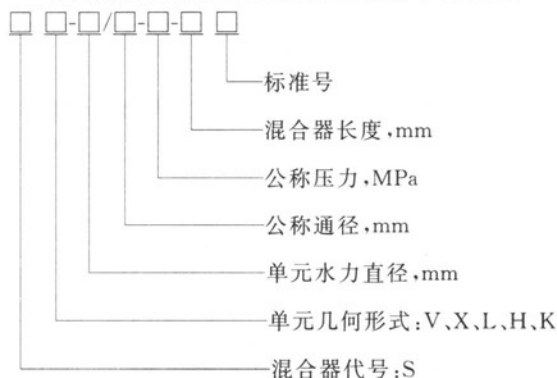 □□-□/□-□-□ □
标准号
混合器长度,mm
公称压力,MPa
公称通径,mm
单元水力直径,mm
单元几何形式:V、X、L、H、K
混合器代号:S